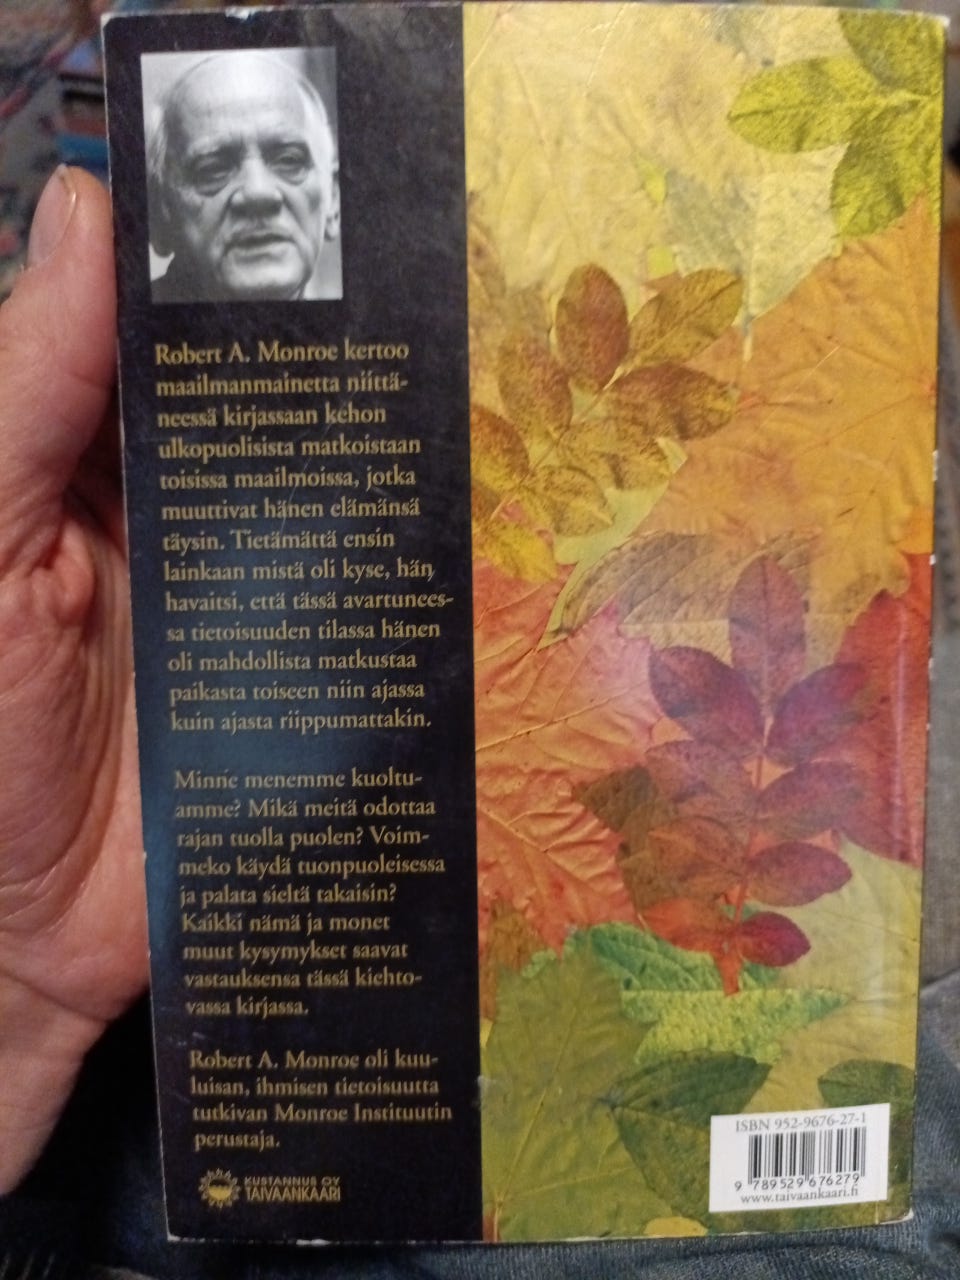 Robert A. Monroe kertoo
maailmanmainetta niittä-
neessä kirjassaan kehon
ulkopuolisista matkoistaan
toisissa maailmoissa, jotka
muuttivat hänen elämänsä
täysin. Tietämättä ensin
lainkaan mistä oli kyse, hän
havaitsi, että tässä avartunees-
sa tietoisuuden tilassa hänen
oli mahdollista matkustaa
paikasta toiseen niin ajassa
kuin ajasta riippumattakin.
Minne menemme kuoltu-
amme? Mikä meitä odottaa
rajan tuolla puolen? Voim-
meko käydä tuonpuoleisessa
ja palata sieltä takaisin?
Kaikki nämä ja monet
muut kysymykset saavat
vastauksensa tässä kiehto-
vassa kirjassa.
Robert A. Monroe oli kuu-
luisan, ihmisen tietoisuutta
tutkivan Monroe Instituutin
perustaja.
KUSTANNUS OY
TAIVAANKAARI
ISBN 952-9676-27-1
9 789529 676279
www.taivaankaari.fi